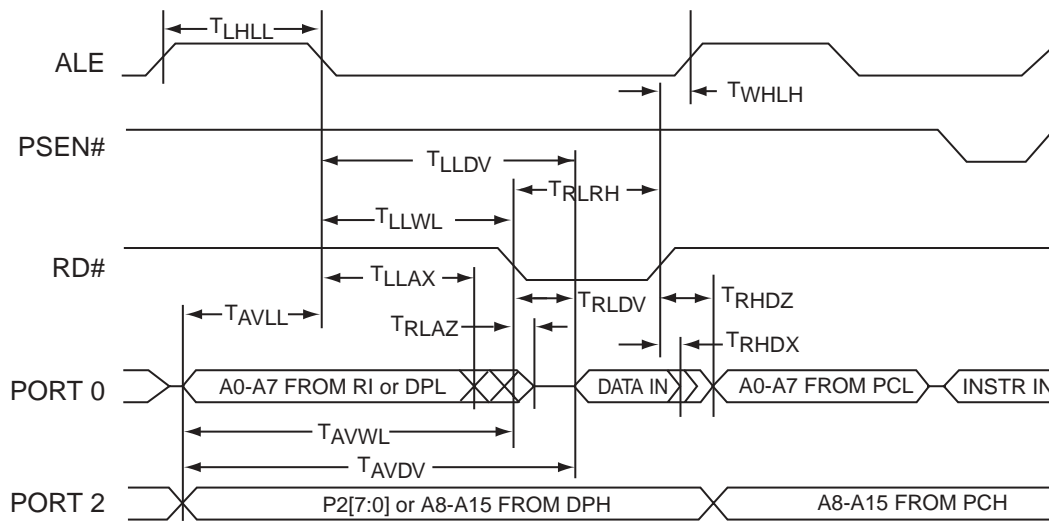 TLHLL
ALE
TWHLH
PSEN#
TLLDV
TRLRH
TLLWL
RD#
TLLAX
TRLDV
TRHDZ
TAVLL
TRLAZ
TRHDX
PORT 0
A0-A7 FROM RI or DPL
DATA IN
A0-A7 FROM PCL
INSTR IN
TAVWL
TAVDV
PORT 2
P2[7:0] or A8-A15 FROM DPH
A8-A15 FROM PCH